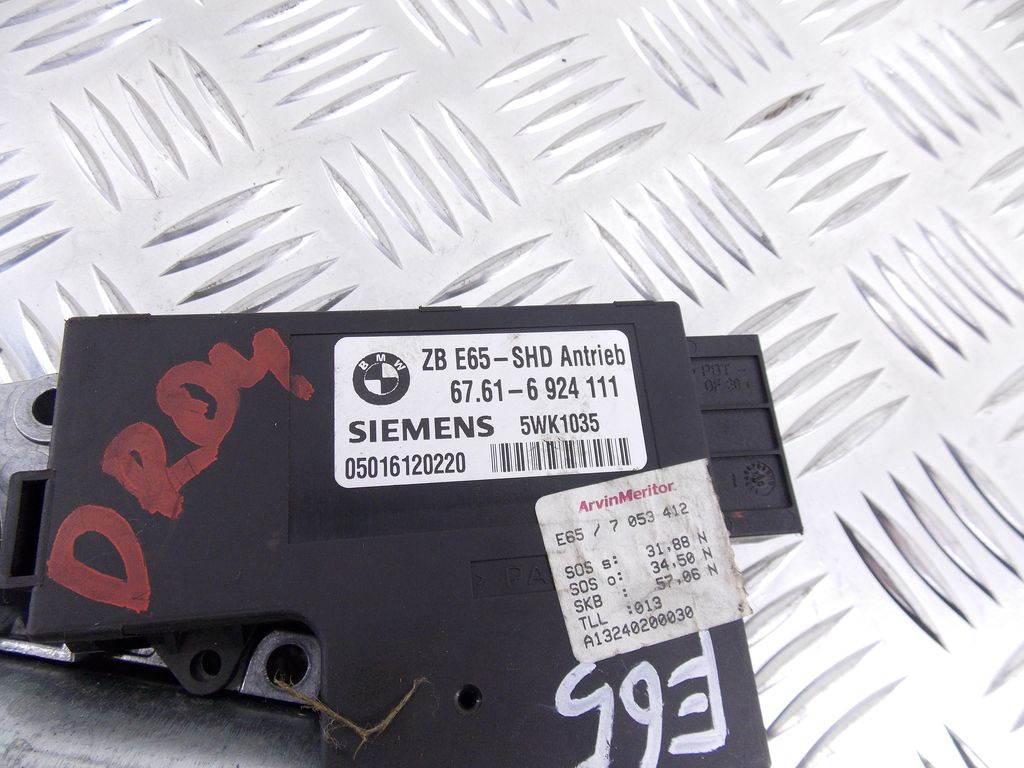 BMW
ZB E65-SHD Antrieb
67.61-6 924 111
SIEMENS 5WK1035
05016120220
ArvinMeritor
E65 / 7 053 412
SOS s: 31,88 N
SOS o: 34,50 N
SKB : 57,06 N
TLL :013
A13240200030
E65